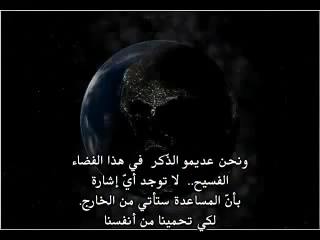 ونحن عديمو الذّكر في هذا الفضاء
الفسيح.. لا توجد أيّ إشارة
بأنّ المساعدة ستأتي من الخارج.
لكي تحمينا من أنفسنا